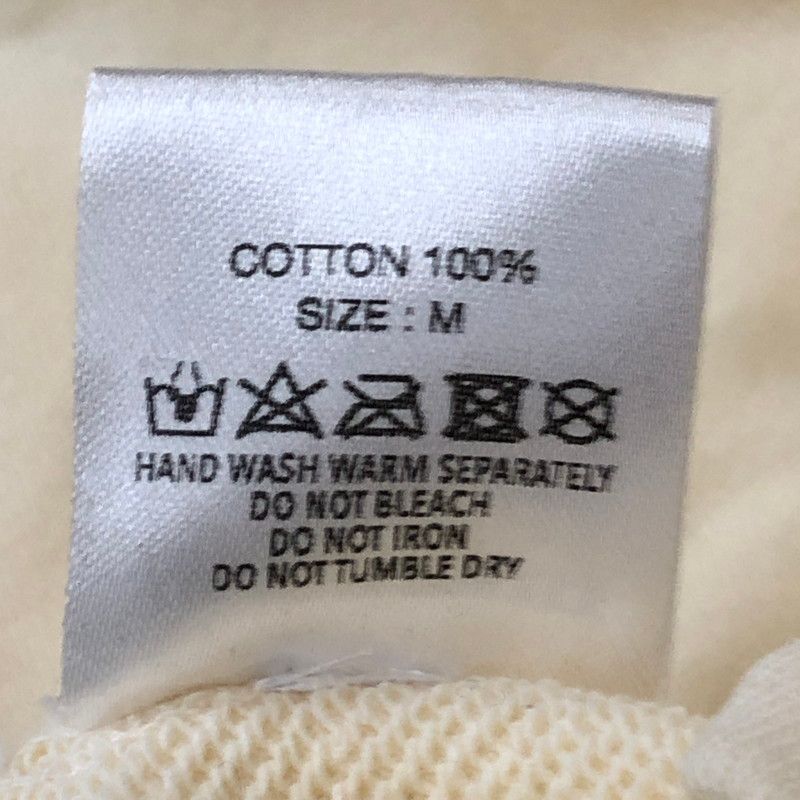 COTTON 100%
SIZE : M
HAND WASH WARM SEPARATELY
DO NOT BLEACH
DO NOT IRON
DO NOT TUMBLE DRY